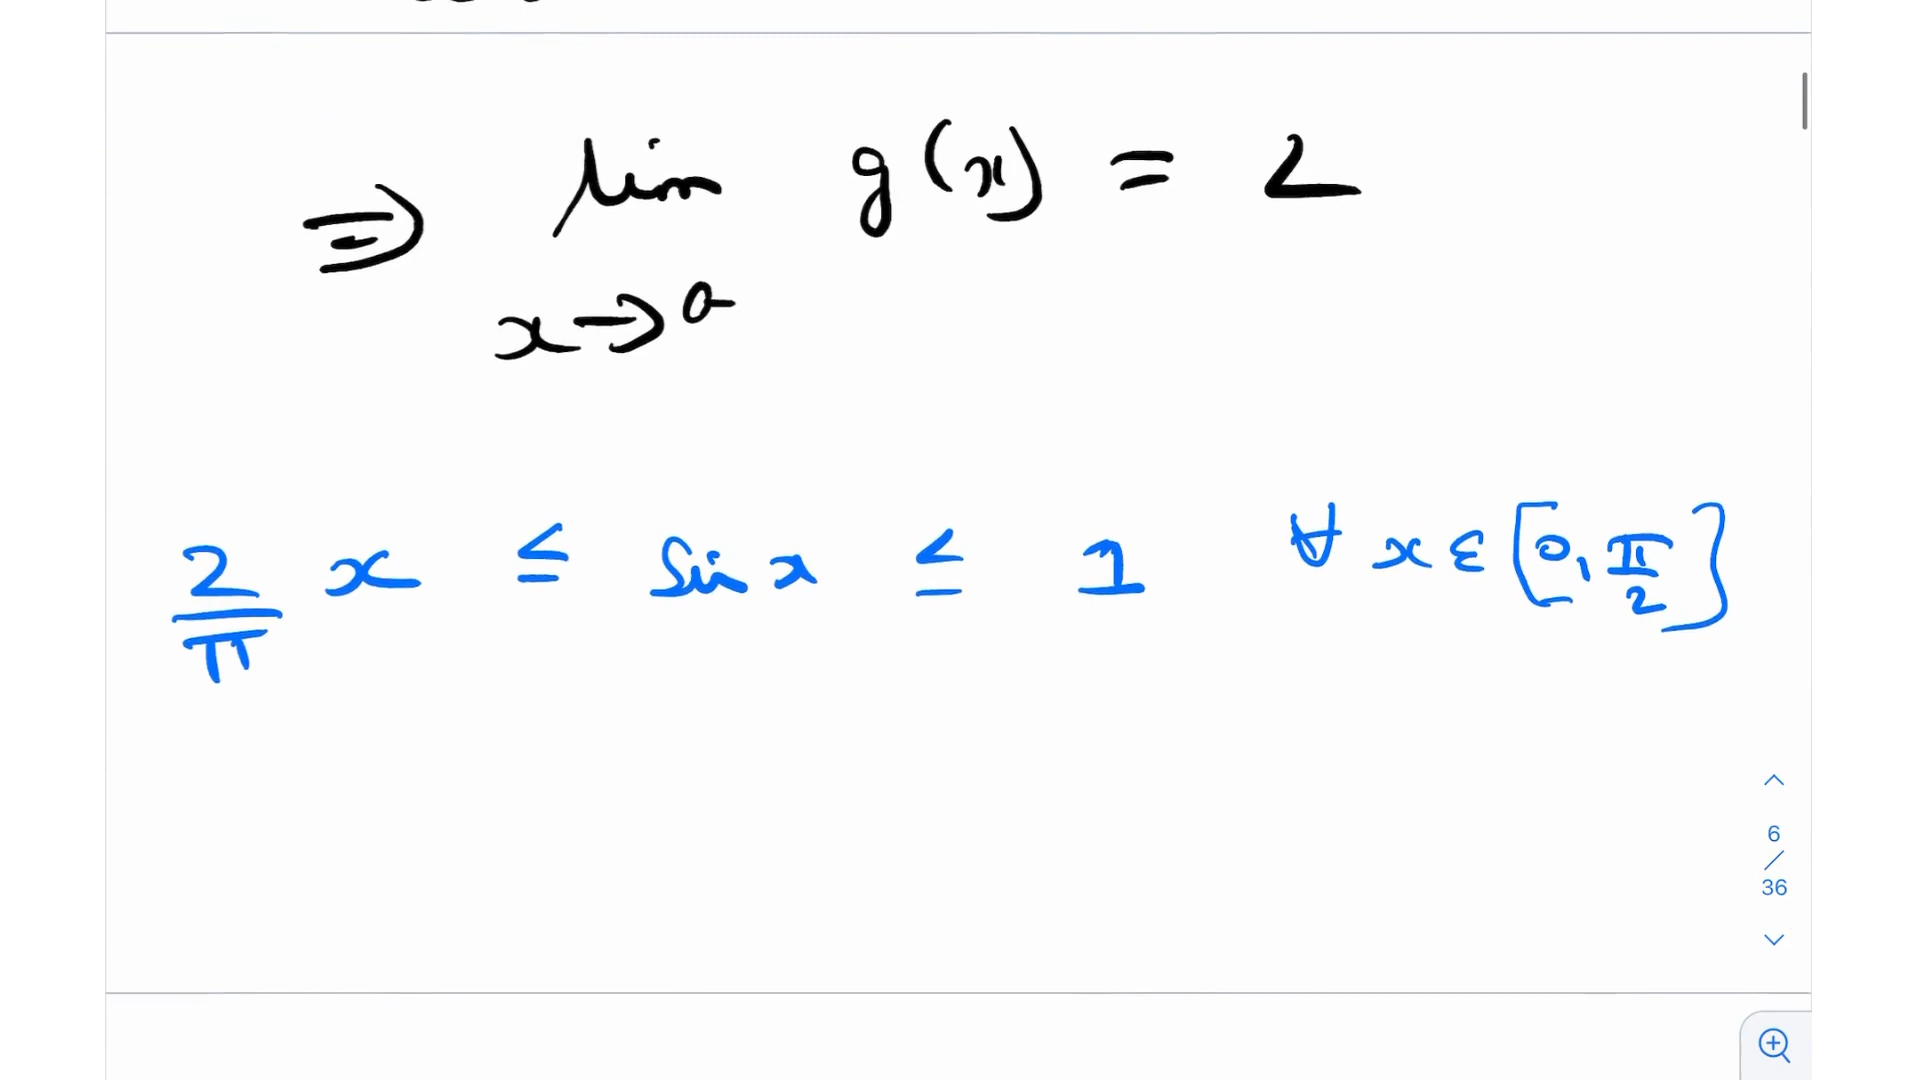 ⇒ lim g(x) = L
x→a
2/π x ≤ Sin x ≤ 1 ∀ x ε [0, π/2]
6
/
36